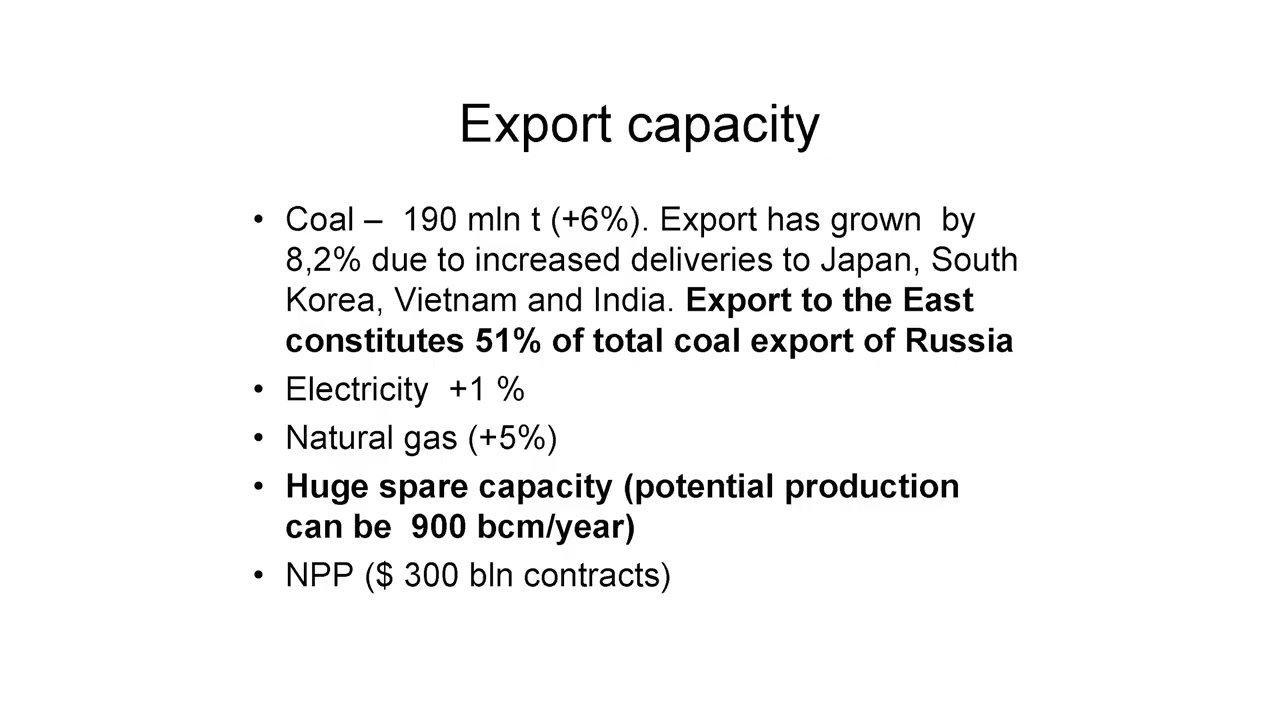 Export capacity
• Coal – 190 mln t (+6%). Export has grown by
8,2% due to increased deliveries to Japan, South
Korea, Vietnam and India. Export to the East
constitutes 51% of total coal export of Russia
• Electricity +1 %
• Natural gas (+5%)
• Huge spare capacity (potential production
can be 900 bcm/year)
• NPP ($ 300 bln contracts)